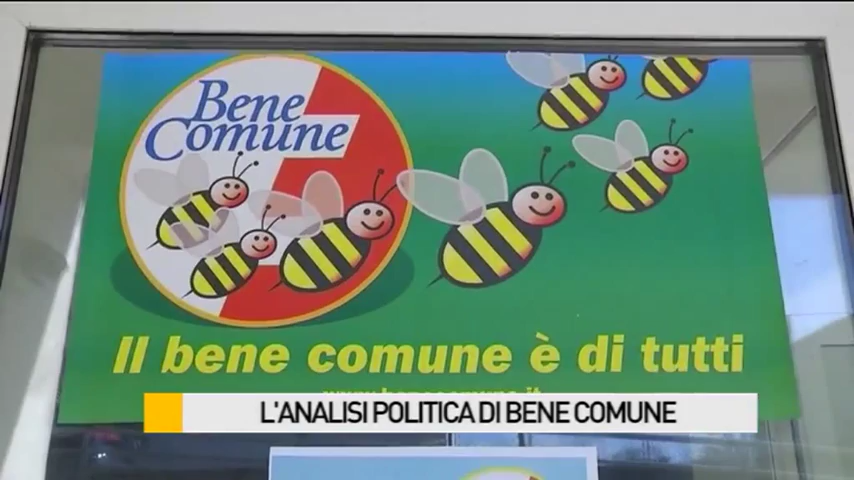 Bene
Comune
Il bene comune è di tutti
L'ANALISI POLITICA DI BENE COMUNE